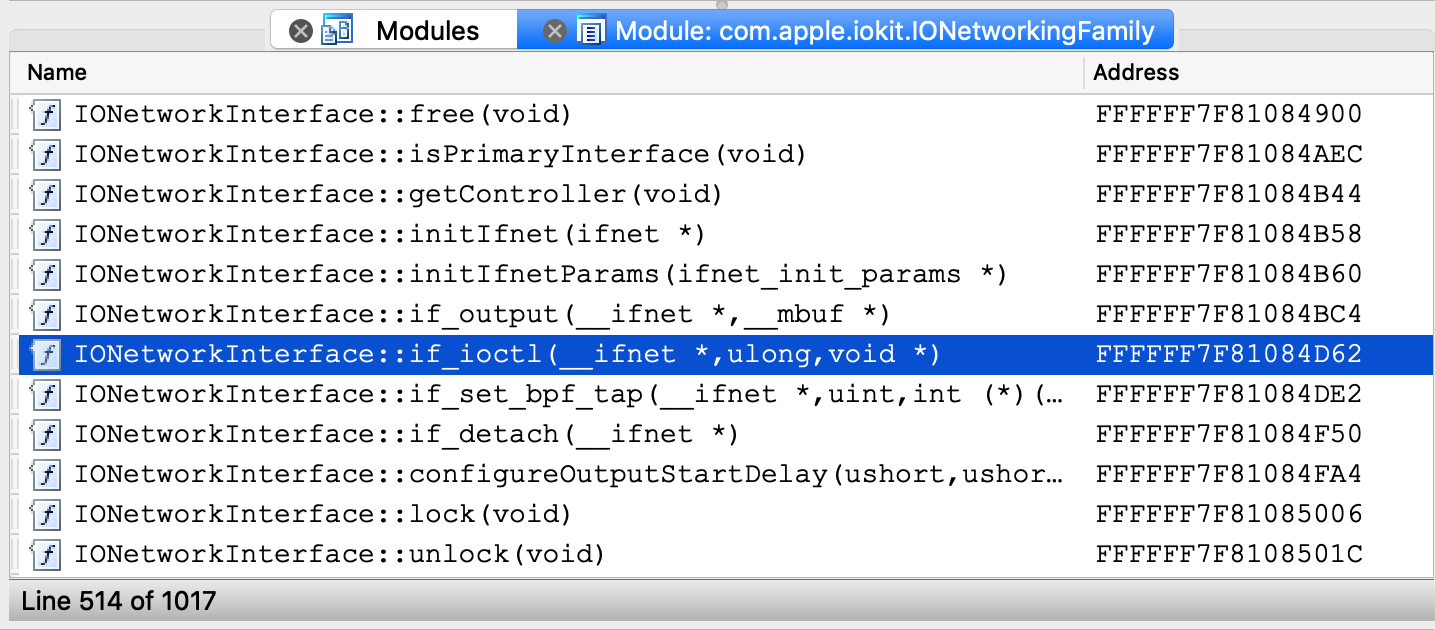 Modules Module: com.apple.iokit.IONetworkingFamily
Name Address
f IONetworkInterface::free(void) FFFFFF7F81084900
f IONetworkInterface::isPrimaryInterface(void) FFFFFF7F81084AEC
f IONetworkInterface::getController(void) FFFFFF7F81084B44
f IONetworkInterface::initIfnet(ifnet *) FFFFFF7F81084B58
f IONetworkInterface::initIfnetParams(ifnet_init_params *) FFFFFF7F81084B60
f IONetworkInterface::if_output(__ifnet *,__mbuf *) FFFFFF7F81084BC4
f IONetworkInterface::if_ioctl(__ifnet *,ulong,void *) FFFFFF7F81084D62
f IONetworkInterface::if_set_bpf_tap(__ifnet *,uint,int (*)(… FFFFFF7F81084DE2
f IONetworkInterface::if_detach(__ifnet *) FFFFFF7F81084F50
f IONetworkInterface::configureOutputStartDelay(ushort,ushor… FFFFFF7F81084FA4
f IONetworkInterface::lock(void) FFFFFF7F81085006
f IONetworkInterface::unlock(void) FFFFFF7F8108501C
Line 514 of 1017